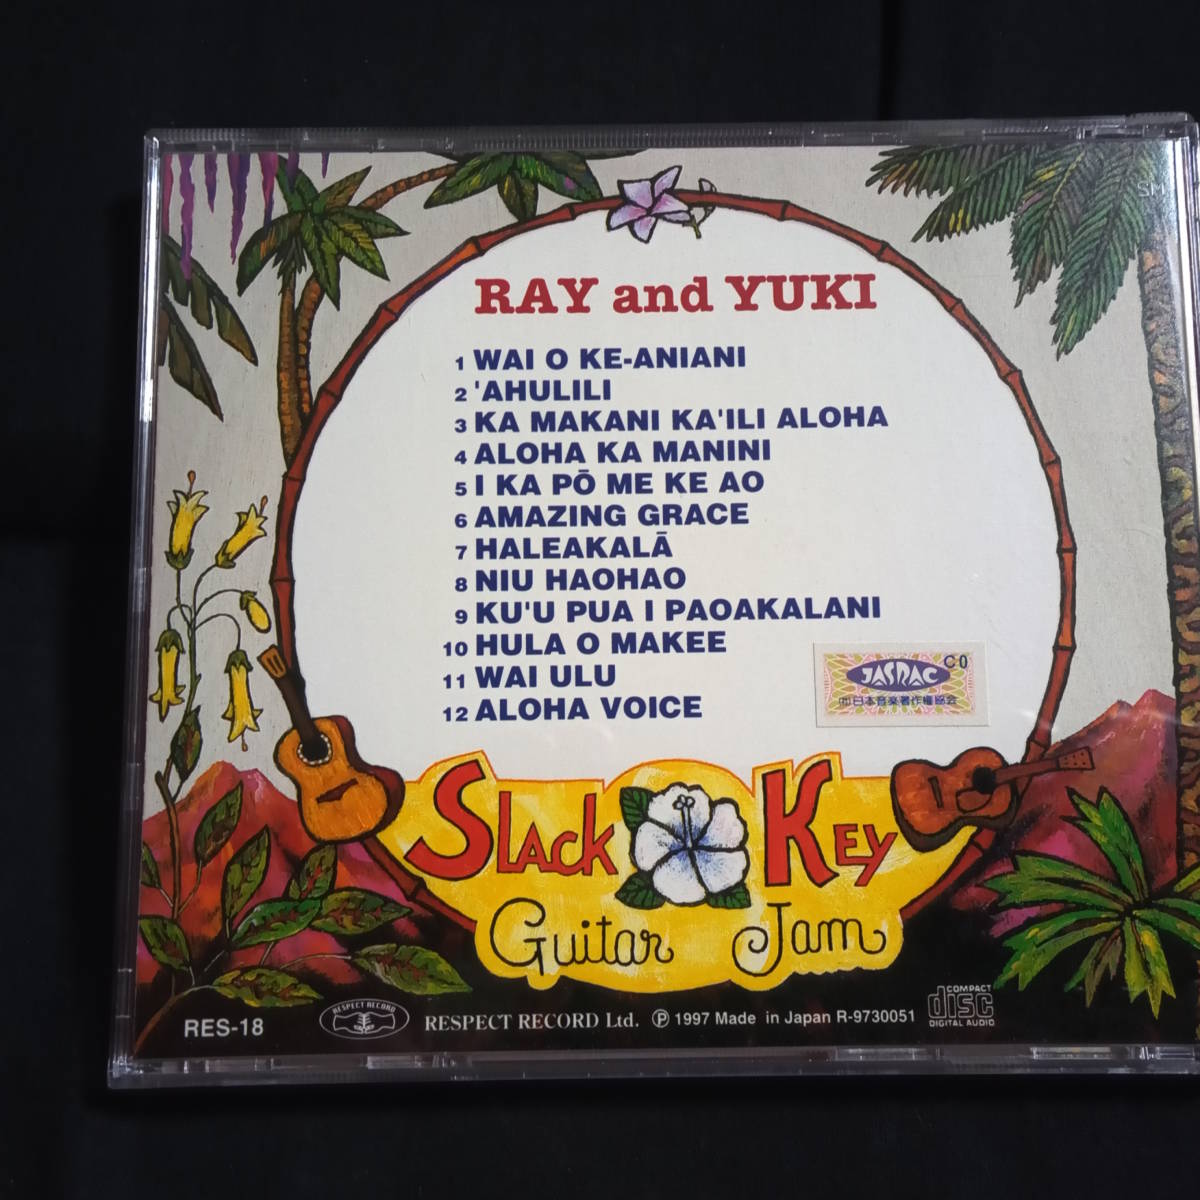 RAY and YUKI
1 WAI O KE-ANIANI
2 'AHULILI
3 KA MAKANI KA'ILI ALOHA
4 ALOHA KA MANINI
5 I KA PŌ ME KE AO
6 AMAZING GRACE
7 HALEAKALĀ
8 NIU HAOHAO
9 KU'U PUA I PAOAKALANI
10 HULA O MAKEE
11 WAI ULU
12 ALOHA VOICE
JASRAC C0
(社)日本音楽著作権協会
SLACK KEY
Guitar Jam
RES-18
RESPECT RECORD
RESPECT RECORD Ltd. Ⓟ 1997 Made in Japan R-9730051
COMPACT
disc
DIGITAL AUDIO